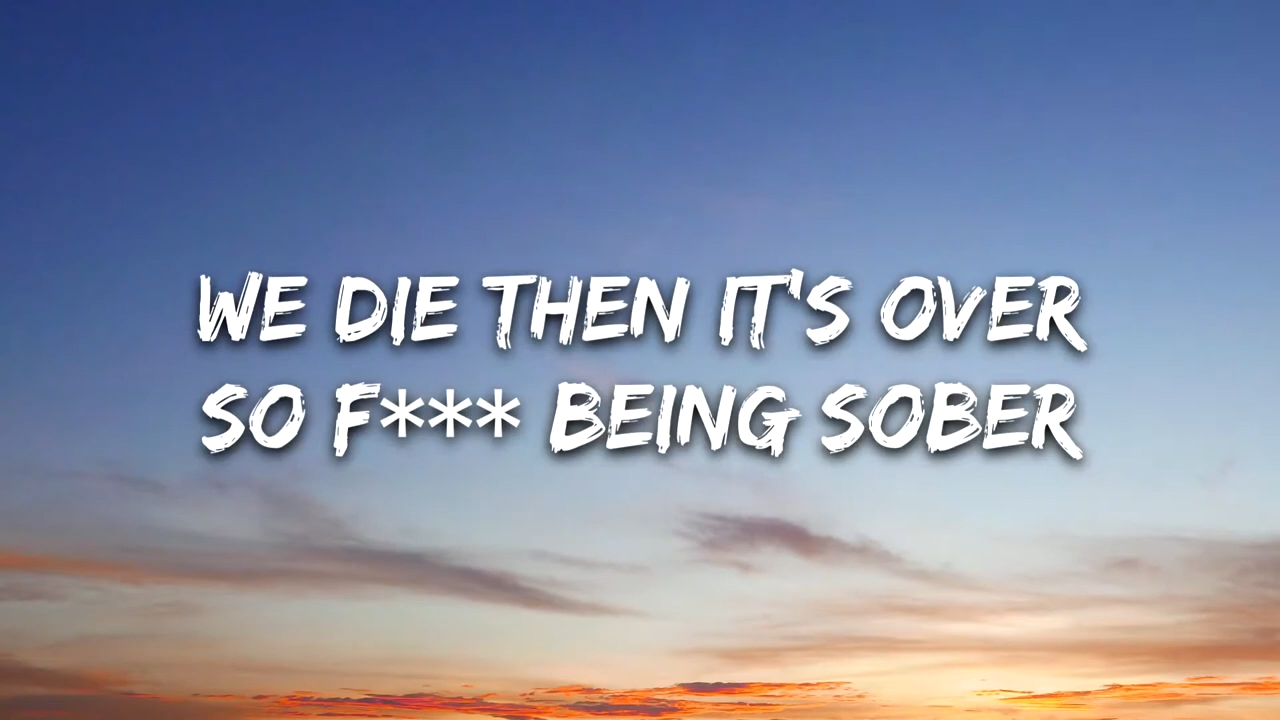 WE DIE THEN IT'S OVER
SO F*** BEING SOBER